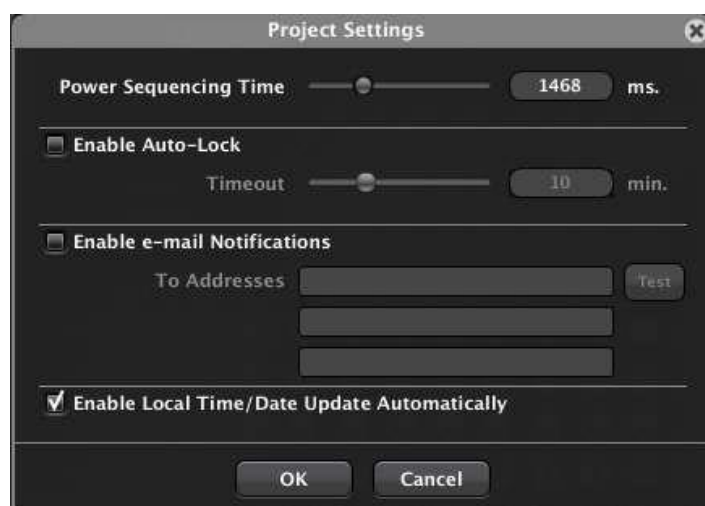 Project Settings
Power Sequencing Time 1468 ms.
Enable Auto-Lock
Timeout 10 min.
Enable e-mail Notifications
To Addresses Test
Enable Local Time/Date Update Automatically
OK Cancel